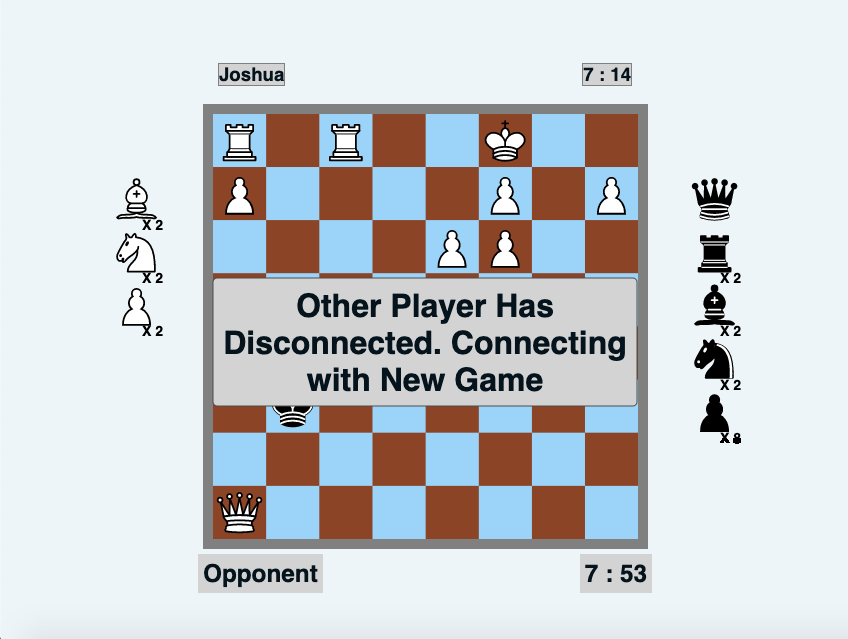 Joshua
7 : 14
X 2
X 2
X 2
Other Player Has
Disconnected. Connecting
with New Game
X 2
X 2
X 2
Opponent
7 : 53